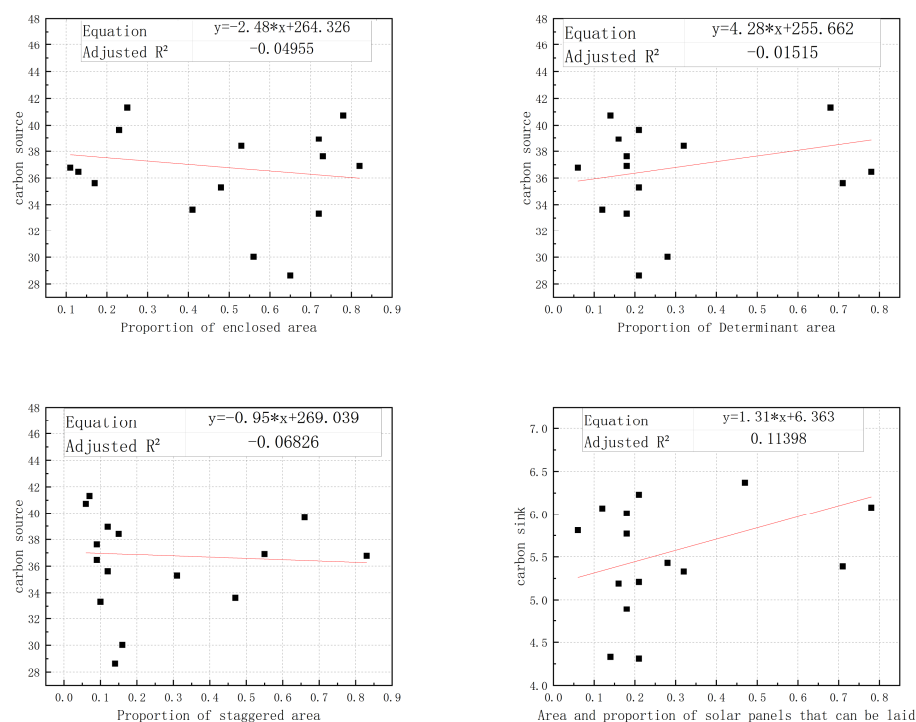 Equation y=-2.48*x+264.326
Adjusted R² -0.04955
48
46
44
42
40
38
36
34
32
30
28
carbon source
0.1 0.2 0.3 0.4 0.5 0.6 0.7 0.8 0.9
Proportion of enclosed area
Equation y=4.28*x+255.662
Adjusted R² -0.01515
48
46
44
42
40
38
36
34
32
30
28
carbon source
0.0 0.1 0.2 0.3 0.4 0.5 0.6 0.7 0.8
Proportion of Determinant area
Equation y=-0.95*x+269.039
Adjusted R² -0.06826
48
46
44
42
40
38
36
34
32
30
28
carbon source
0.0 0.1 0.2 0.3 0.4 0.5 0.6 0.7 0.8 0.9
Proportion of staggered area
Equation y=1.31*x+6.363
Adjusted R² 0.11398
7.0
6.5
6.0
5.5
5.0
4.5
4.0
carbon sink
0.0 0.1 0.2 0.3 0.4 0.5 0.6 0.7 0.8
Area and proportion of solar panels that can be laid